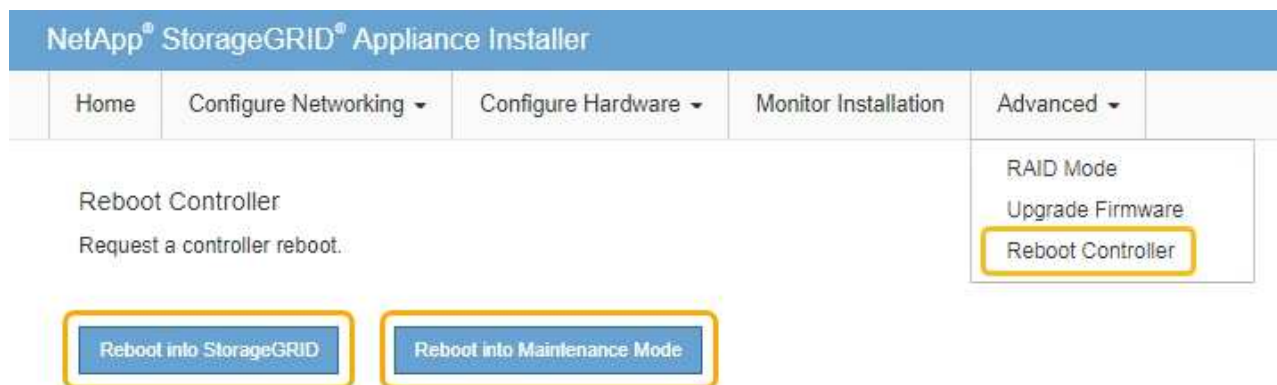 NetApp® StorageGRID® Appliance Installer
Home Configure Networking Configure Hardware Monitor Installation Advanced
RAID Mode
Upgrade Firmware
Reboot Controller
Reboot Controller
Request a controller reboot.
Reboot into StorageGRID Reboot into Maintenance Mode